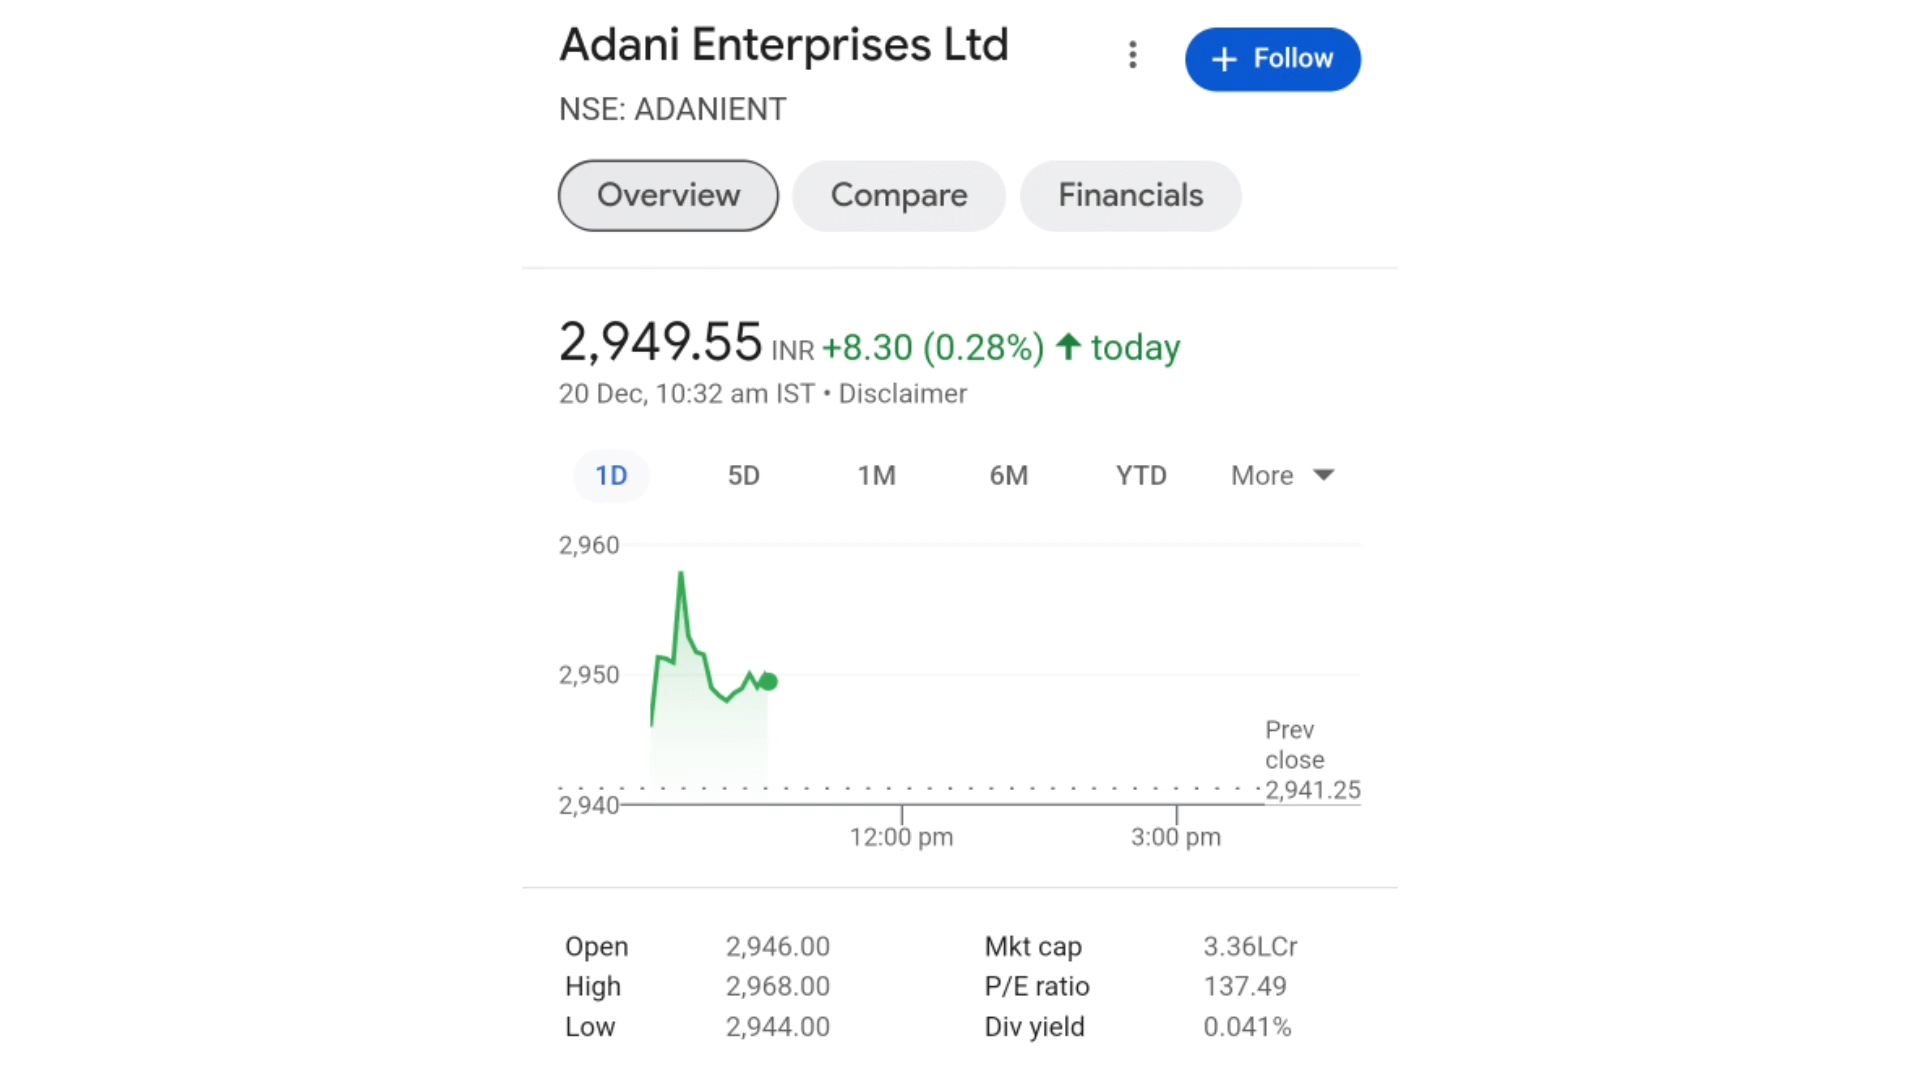 Adani Enterprises Ltd
+ Follow
NSE: ADANIENT
Overview Compare Financials
2,949.55 INR +8.30 (0.28%) ↑ today
20 Dec, 10:32 am IST • Disclaimer
1D 5D 1M 6M YTD More
2,960
2,950
Prev
close
2,941.25
2,940
12:00 pm 3:00 pm
Open 2,946.00 Mkt cap 3.36LCr
High 2,968.00 P/E ratio 137.49
Low 2,944.00 Div yield 0.041%